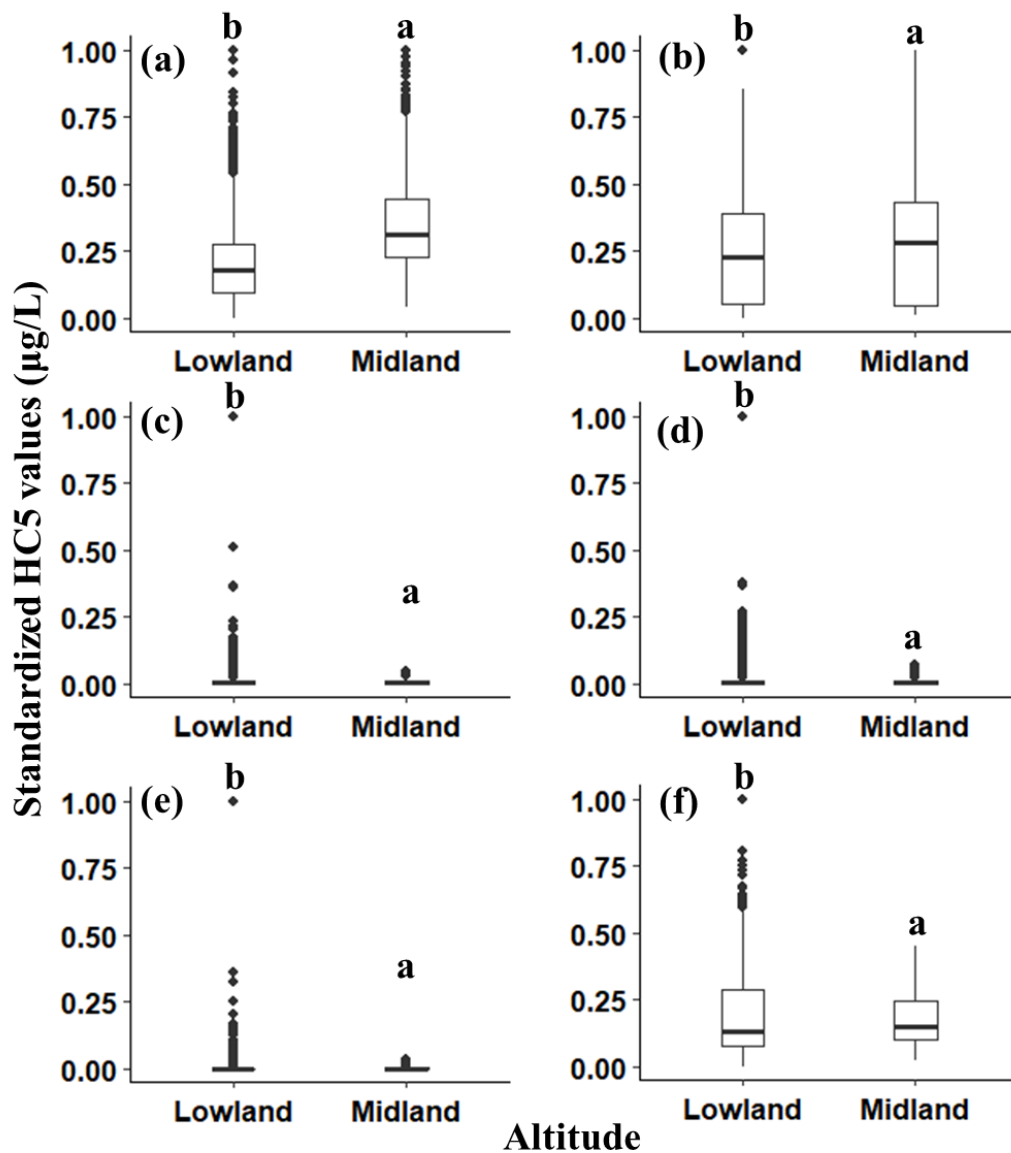 Standardized HC5 values (µg/L)
b a
(a)
1.00
0.75
0.50
0.25
0.00
Lowland Midland
b a
(b)
1.00
0.75
0.50
0.25
0.00
Lowland Midland
b
(c)
1.00
0.75
0.50
a
0.25
0.00
Lowland Midland
b
(d)
1.00
0.75
0.50
0.25
a
0.00
Lowland Midland
b
(e)
1.00
0.75
0.50
a
0.25
0.00
Lowland Midland
b
(f)
1.00
0.75
a
0.50
0.25
0.00
Lowland Midland
Altitude